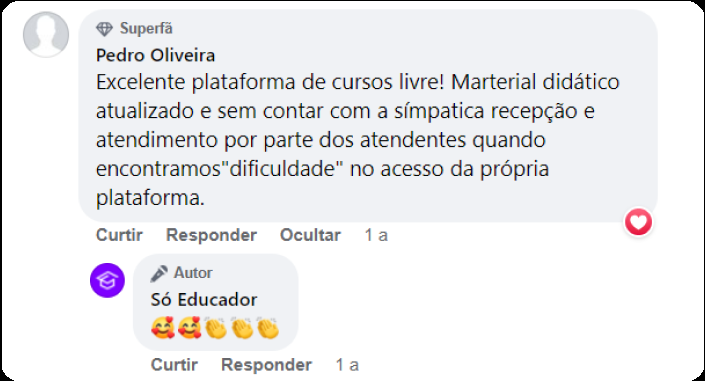 Superfã
Pedro Oliveira
Excelente plataforma de cursos livre! Marterial didático
atualizado e sem contar com a símpatica recepção e
atendimento por parte dos atendentes quando
encontramos"dificuldade" no acesso da própria
plataforma.
Curtir Responder Ocultar 1 a
Autor
Só Educador
🥰🥰👏👏👏
Curtir Responder 1 a